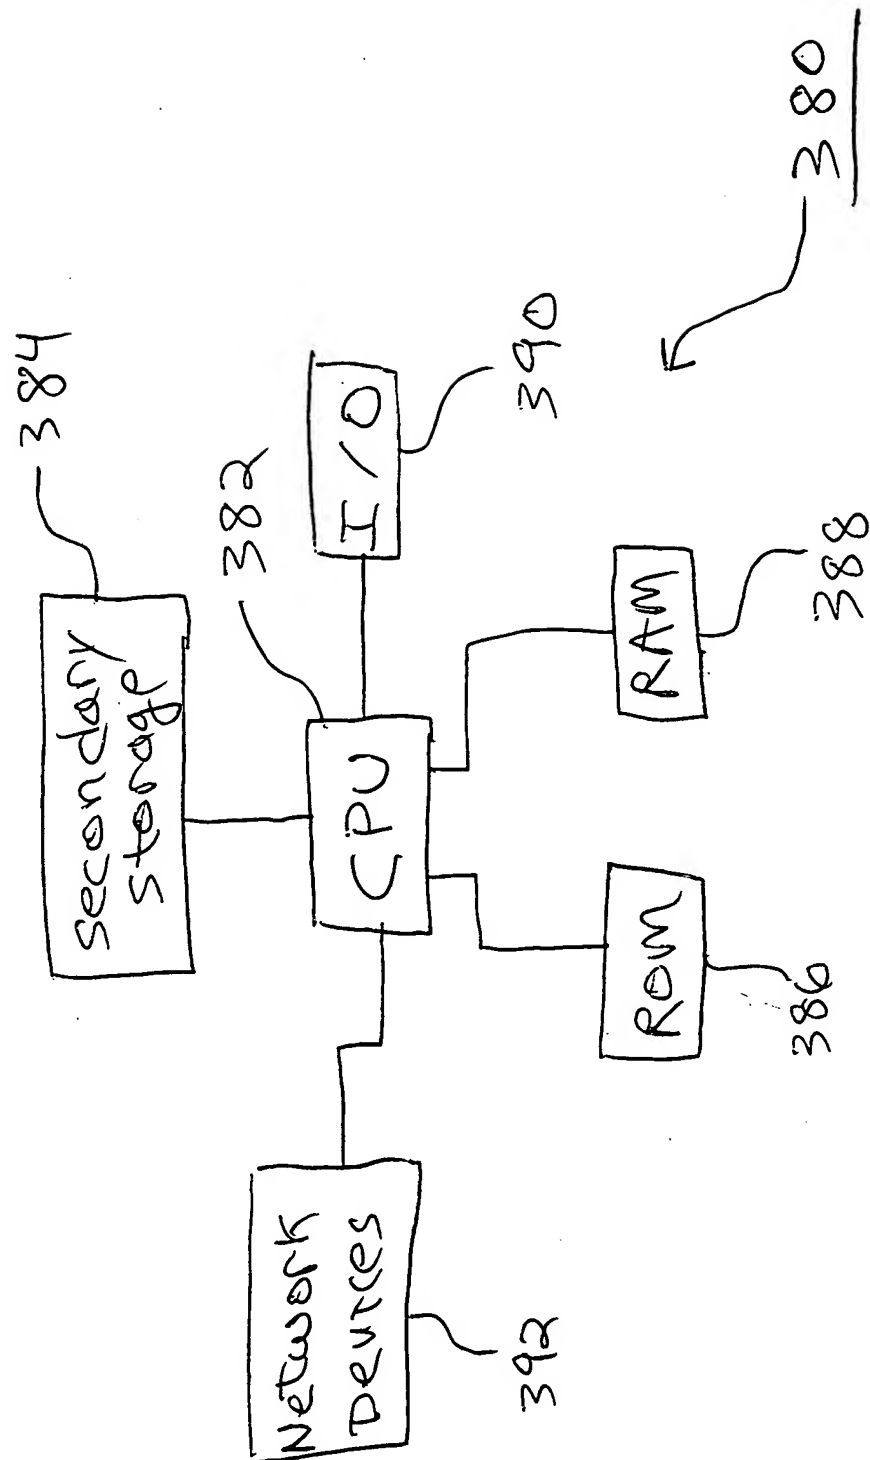 Secondary
Storage
384
382
Network
Devices
CPU
I/O
390
392
ROM
RAM
386
388
380